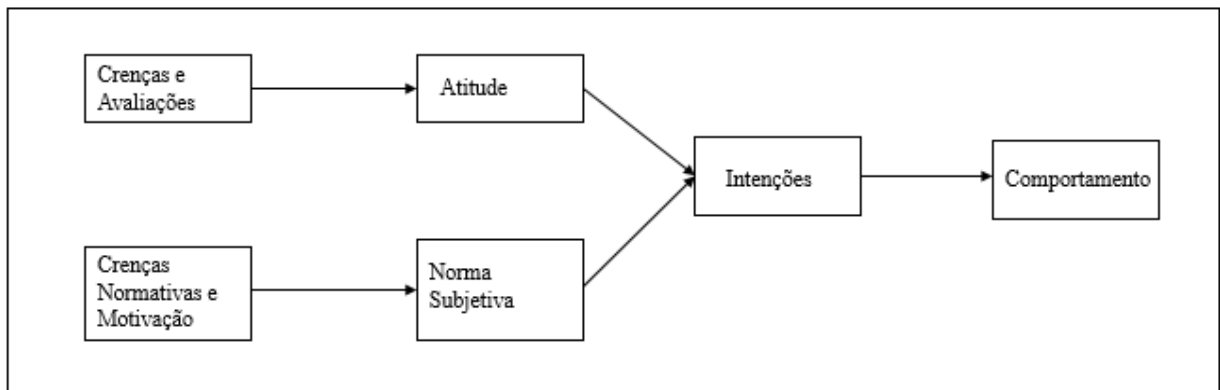 Crenças e
Avaliações
Atitude
Intenções
Comportamento
Crenças
Normativas e
Motivação
Norma
Subjetiva